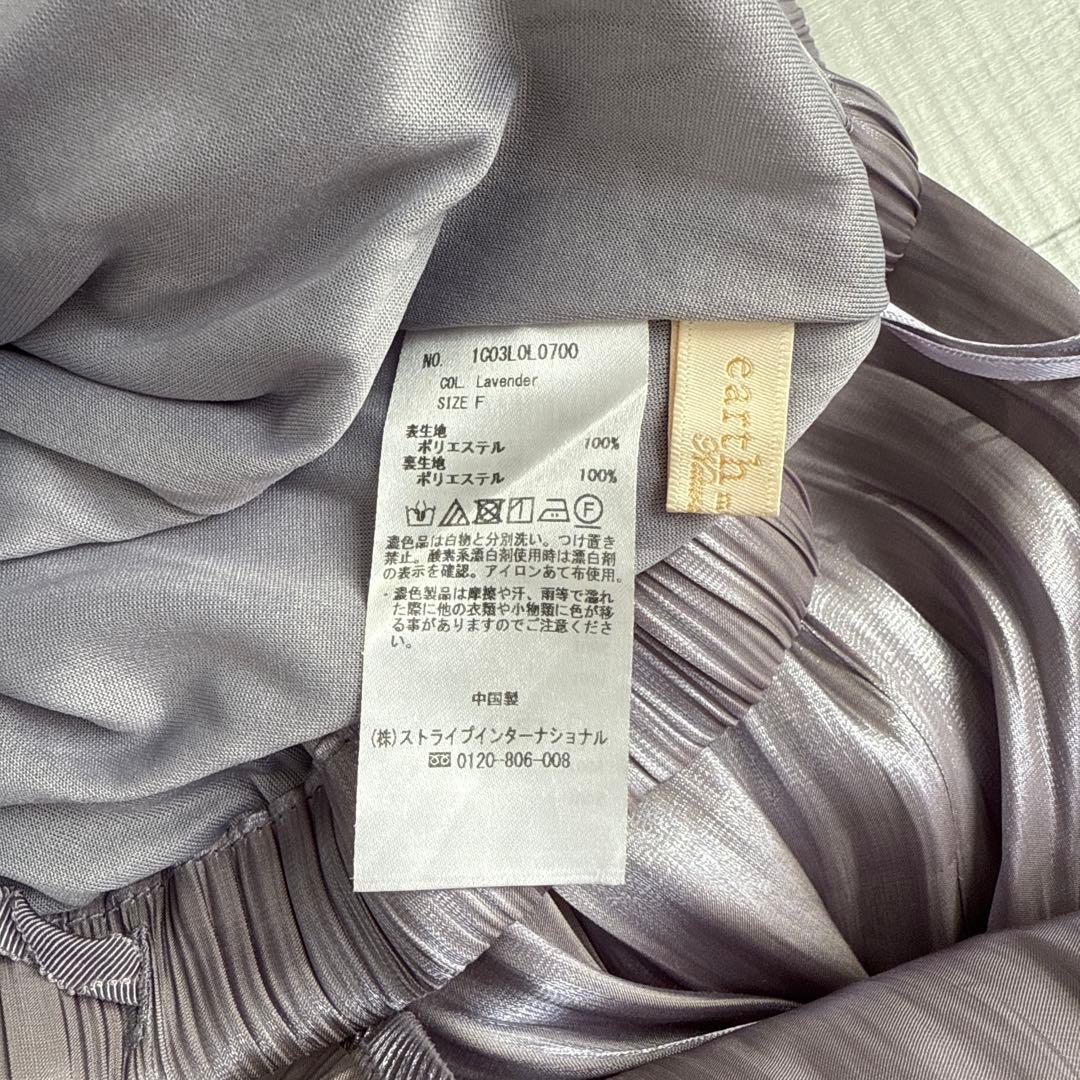 NO. 1C03L0L0700
COL. Lavender
SIZE F
表生地
ポリエステル 100%
裏生地
ポリエステル 100%
F
濃色品は白物と分別洗い。つけ置き
禁止。酸素系漂白剤使用時は漂白剤
の表示を確認。アイロンあて布使用。
・濃色製品は摩擦や汗、雨等で濡れ
た際に他の衣類や小物類に色が移
る事がありますのでご注意くださ
い。
中国製
(株)ストライプインターナショナル
0120-806-008
earth m